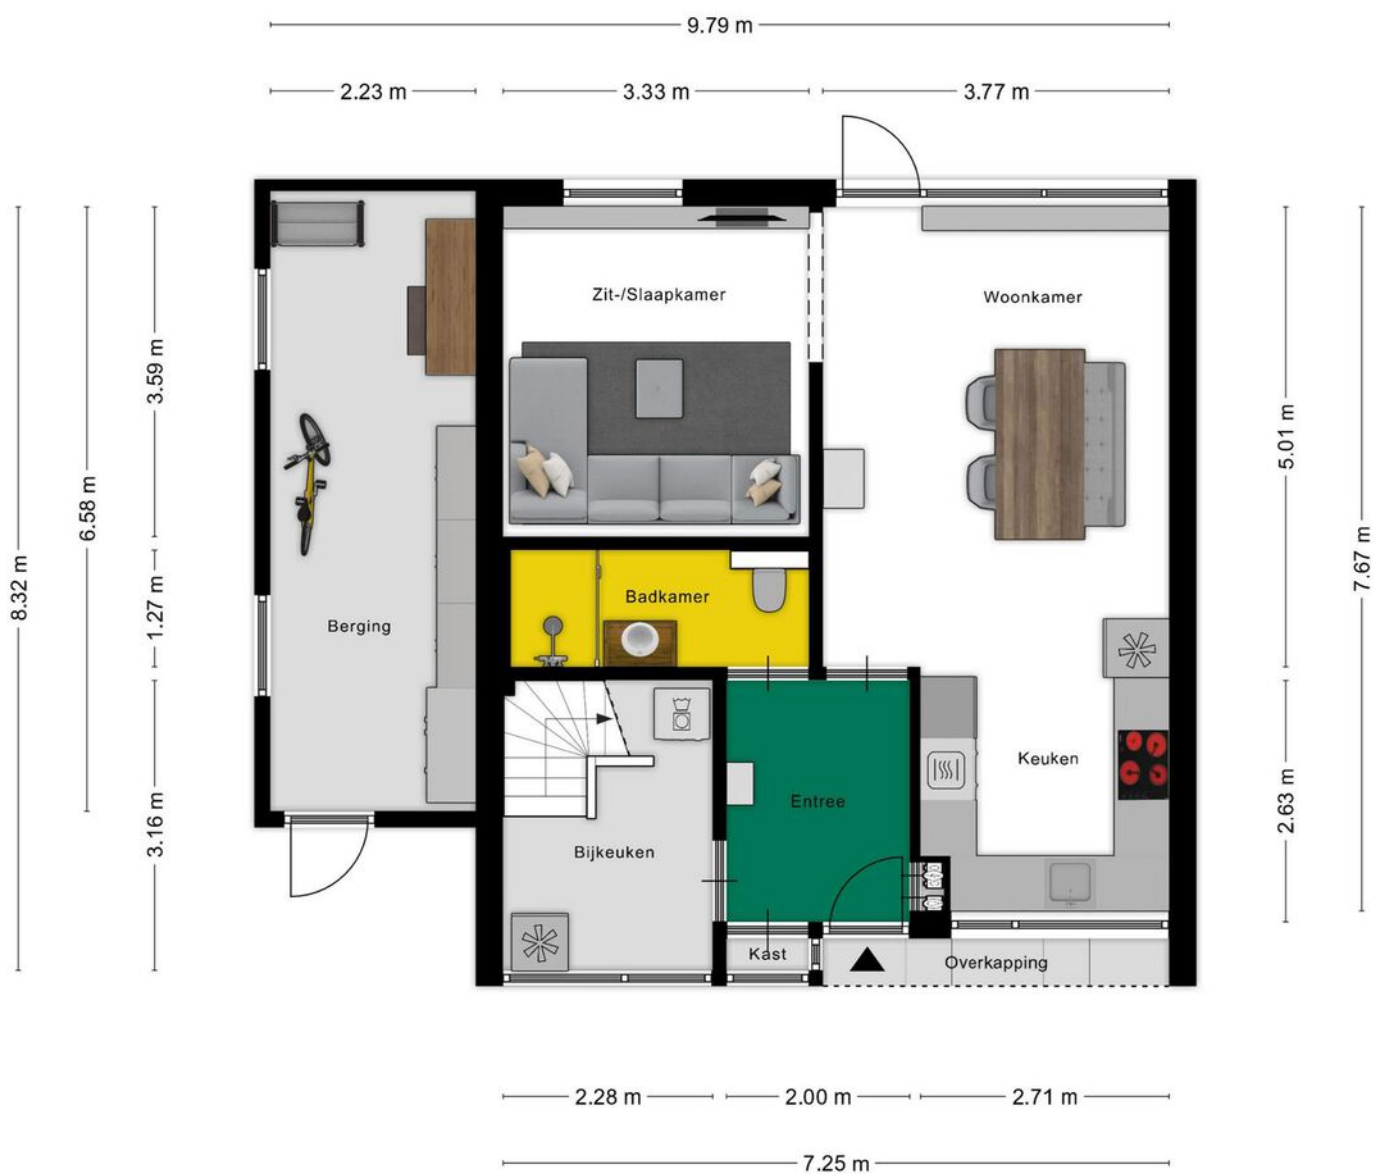 9.79 m
2.23 m
3.33 m
3.77 m
Zit-/Slaapkamer
Woonkamer
3.59 m
5.01 m
6.58 m
7.67 m
8.32 m
1.27 m
Badkamer
Berging
Keuken
2.63 m
Entree
3.16 m
Bijkeuken
Kast
Overkapping
2.28 m
2.00 m
2.71 m
7.25 m